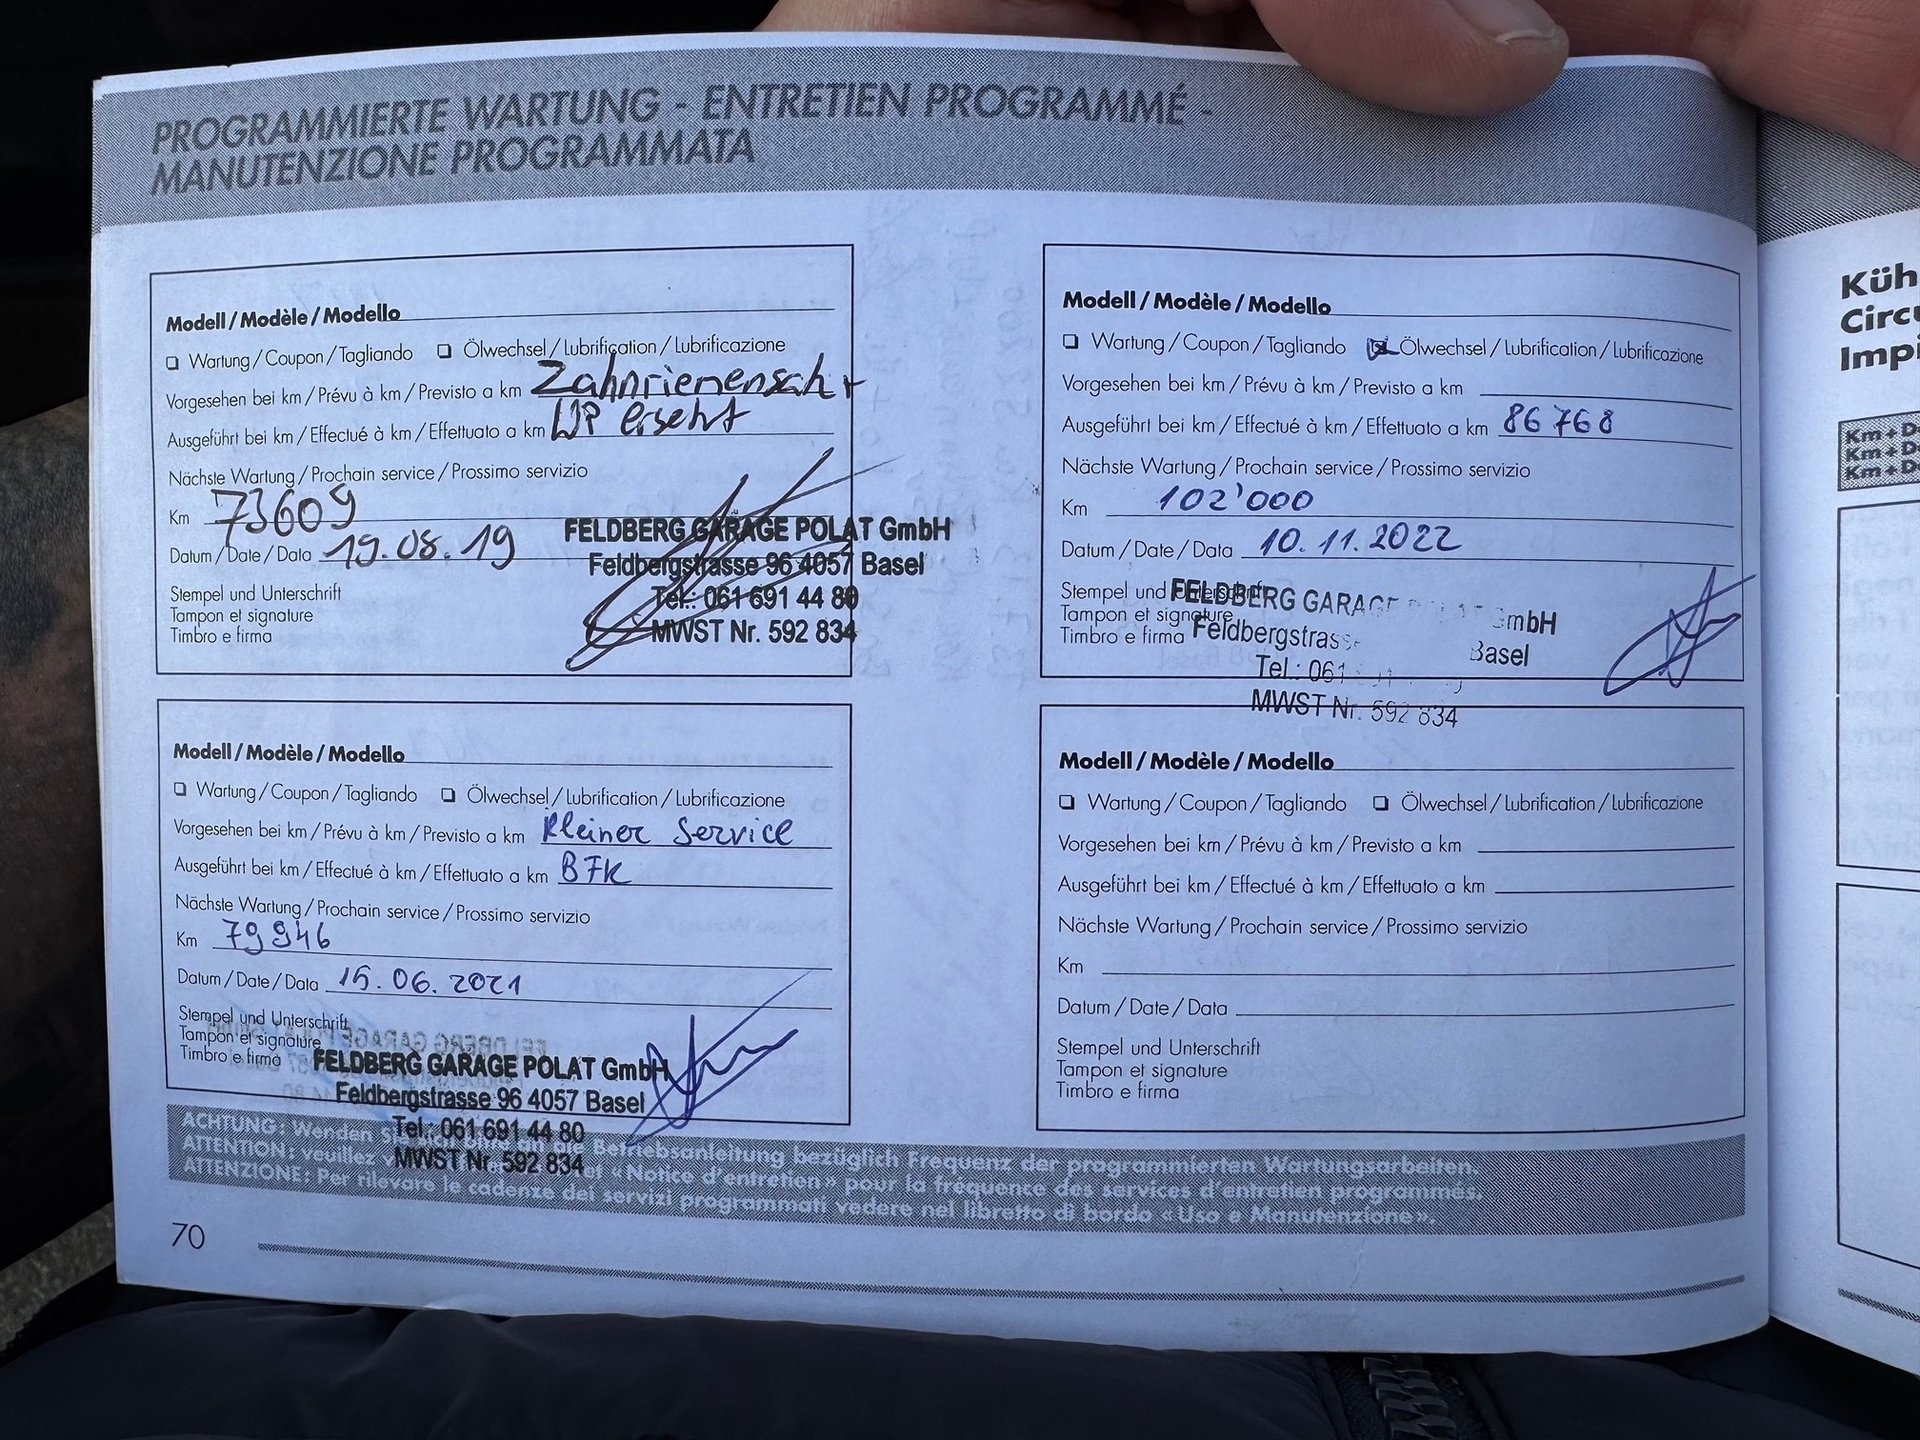 PROGRAMMIERTE WARTUNG - ENTRETIEN PROGRAMMÉ -
MANUTENZIONE PROGRAMMATA
Modell / Modèle / Modello
❏ Wartung / Coupon / Tagliando ❏ Ölwechsel / Lubrification / Lubrificazione
Vorgesehen bei km / Prévu à km / Previsto a km Zahnriemen
Ausgeführt bei km / Effectué à km / Effettuato a km WP ersetzt
Nächste Wartung / Prochain service / Prossimo servizio
Km 73609
Datum / Date / Data 19.08.19
Stempel und Unterschrift
Tampon et signature
Timbro e firma
FELDBERG GARAGE POLAT GmbH
Feldbergstrasse 96 4057 Basel
Tel.: 061 691 44 80
MWST Nr. 592 834
Modell / Modèle / Modello
❏ Wartung / Coupon / Tagliando ❏ Ölwechsel / Lubrification / Lubrificazione
Vorgesehen bei km / Prévu à km / Previsto a km Kleiner Service
Ausgeführt bei km / Effectué à km / Effettuato a km BFK
Nächste Wartung / Prochain service / Prossimo servizio
Km 79946
Datum / Date / Data 15.06.2021
Stempel und Unterschrift
Tampon et signature
Timbro e firma
FELDBERG GARAGE POLAT GmbH
Feldbergstrasse 96 4057 Basel
Tel.: 061 691 44 80
MWST Nr. 592 834
Modell / Modèle / Modello
❏ Wartung / Coupon / Tagliando ☒ Ölwechsel / Lubrification / Lubrificazione
Vorgesehen bei km / Prévu à km / Previsto a km
Ausgeführt bei km / Effectué à km / Effettuato a km 86768
Nächste Wartung / Prochain service / Prossimo servizio
Km 102'000
Datum / Date / Data 10.11.2022
Stempel und Unterschrift
Tampon et signature
Timbro e firma
FELDBERG GARAGE GmbH
Feldbergstrass Basel
Tel.: 061
MWST Nr. 592 834
Modell / Modèle / Modello
❏ Wartung / Coupon / Tagliando ❏ Ölwechsel / Lubrification / Lubrificazione
Vorgesehen bei km / Prévu à km / Previsto a km
Ausgeführt bei km / Effectué à km / Effettuato a km
Nächste Wartung / Prochain service / Prossimo servizio
Km
Datum / Date / Data
Stempel und Unterschrift
Tampon et signature
Timbro e firma
ACHTUNG: Wenden Betriebsanleitung bezüglich Frequenz der programmierten Wartungsarbeiten.
ATTENTION: veuillez «Notice d'entretien» pour la fréquence des services d'entretien programmés.
ATTENZIONE: Per rilevare le cadenze dei servizi programmati vedere nel libretto di bordo «Uso e Manutenzione».
70
Küh
Circu
Impi
Km + D
Km + D
Km + D